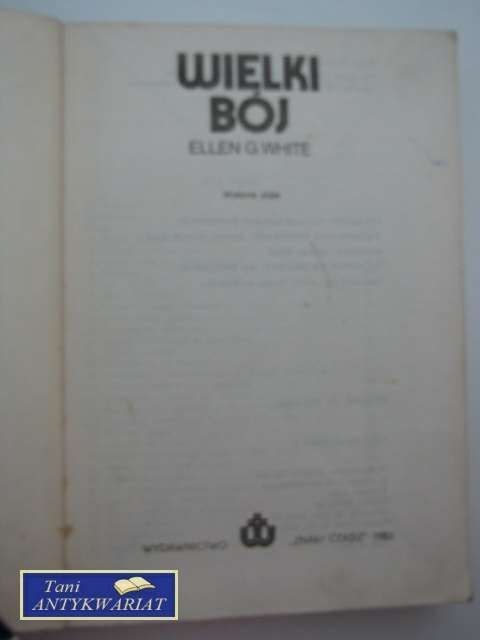 WIELKI
BÓJ
ELLEN G. WHITE
WYDAWNICTWO „ZNAKI CZASU”
Tani
ANTYKWARIAT